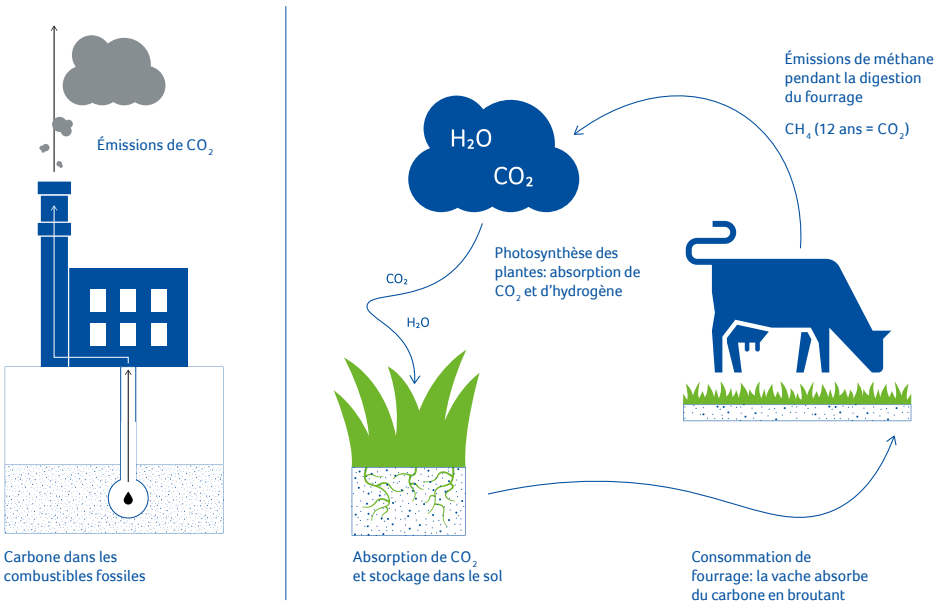 Émissions de CO₂
Carbone dans les
combustibles fossiles
H₂O
CO₂
Émissions de méthane
pendant la digestion
du fourrage
CH₄ (12 ans = CO₂)
Photosynthèse des
plantes: absorption de
CO₂ et d’hydrogène
CO₂
H₂O
Absorption de CO₂
et stockage dans le sol
Consommation de
fourrage: la vache absorbe
du carbone en broutant